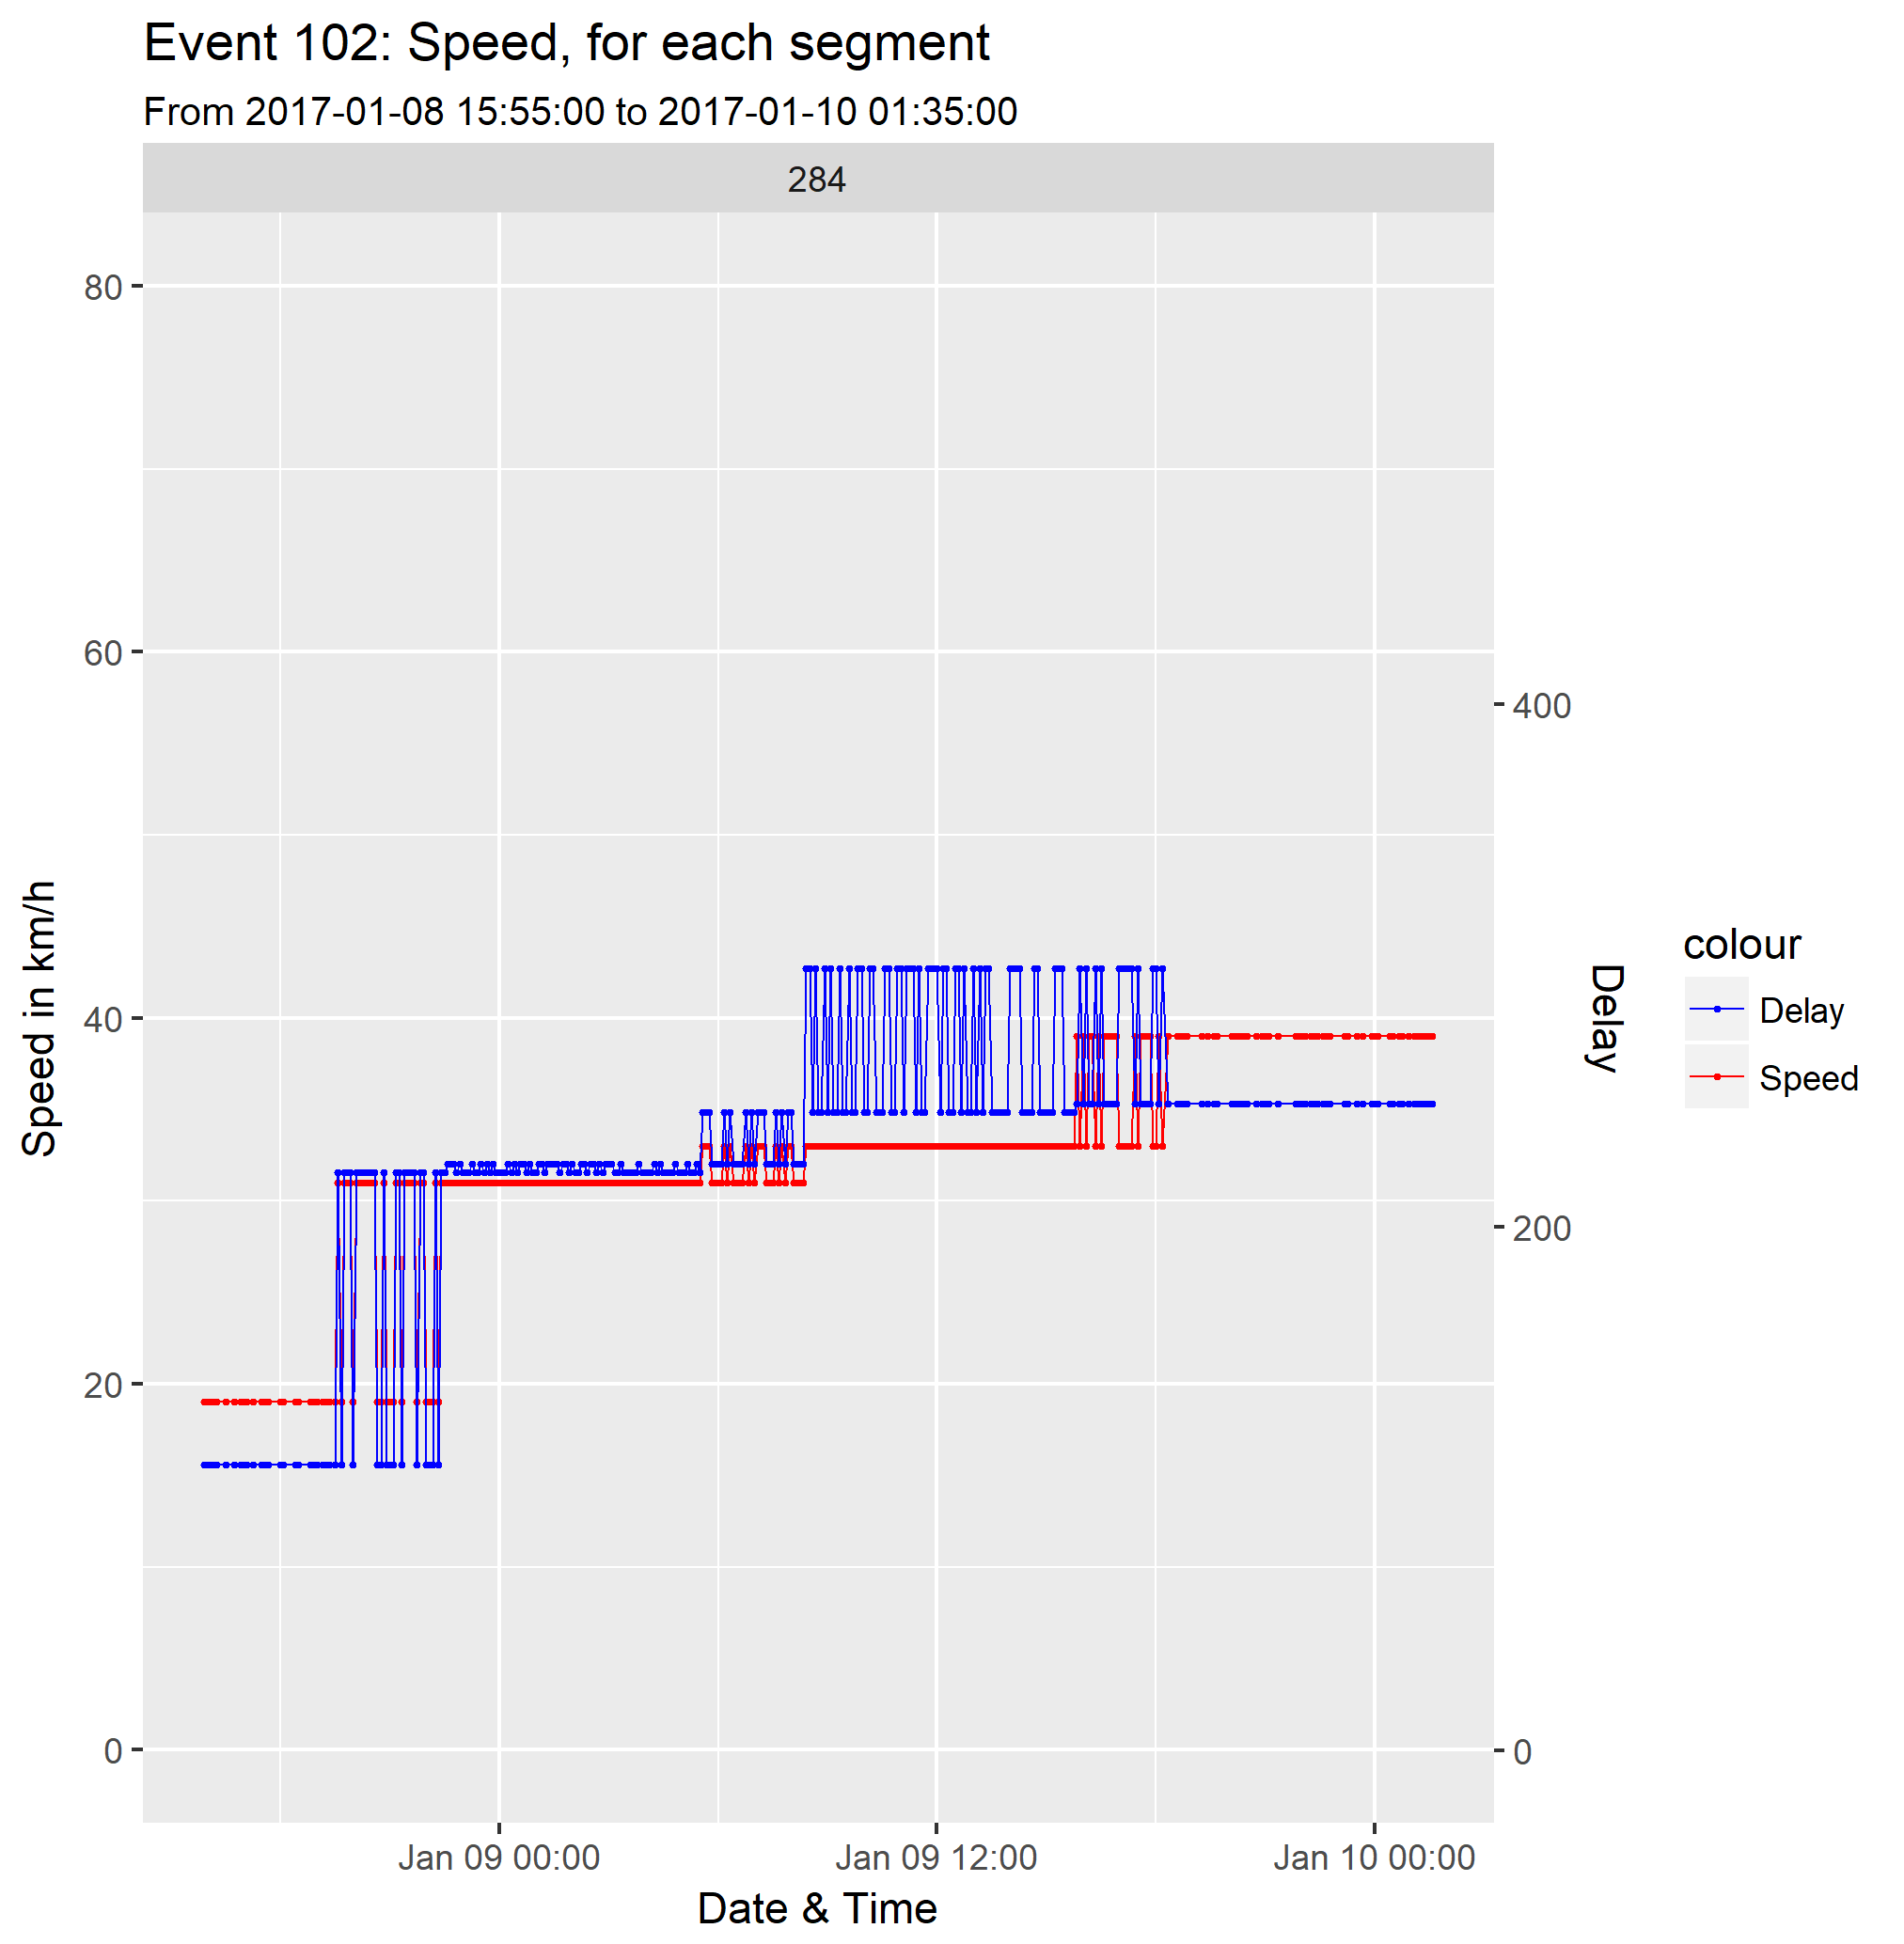 Event 102: Speed, for each segment
From 2017-01-08 15:55:00 to 2017-01-10 01:35:00
284
80
60
40
20
0
Speed in km/h
400
200
0
Delay
colour
Delay
Speed
Jan 09 00:00
Jan 09 12:00
Jan 10 00:00
Date & Time